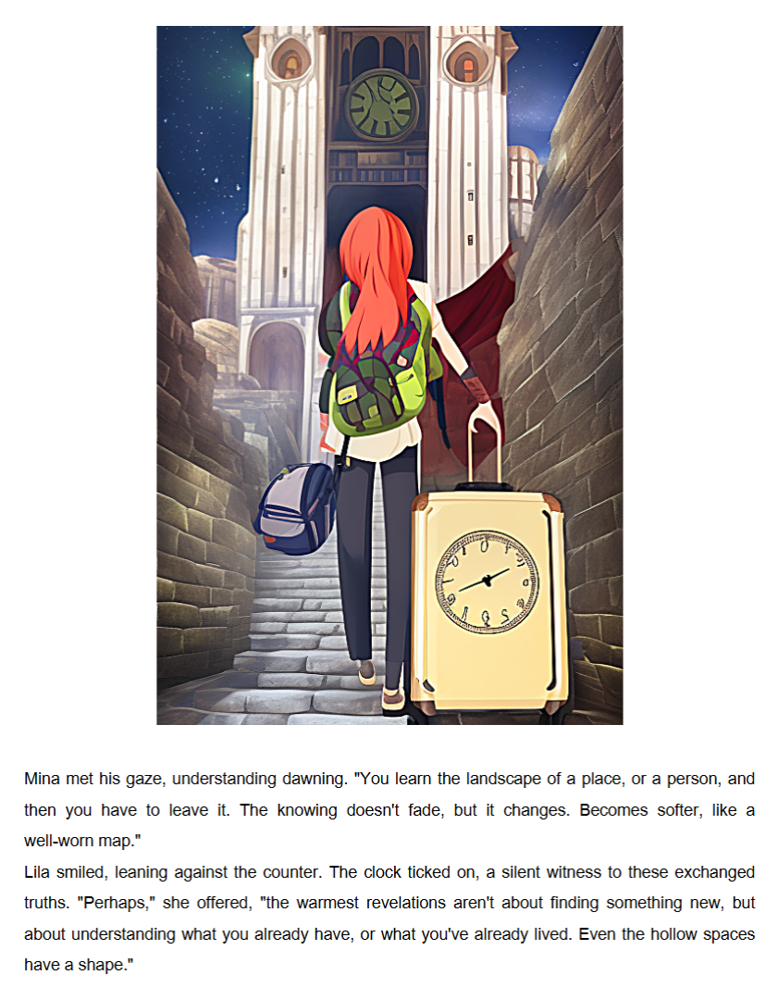 Mina met his gaze, understanding dawning. "You learn the landscape of a place, or a person, and
then you have to leave it. The knowing doesn't fade, but it changes. Becomes softer, like a
well-worn map."
Lila smiled, leaning against the counter. The clock ticked on, a silent witness to these exchanged
truths. "Perhaps," she offered, "the warmest revelations aren't about finding something new, but
about understanding what you already have, or what you've already lived. Even the hollow spaces
have a shape."